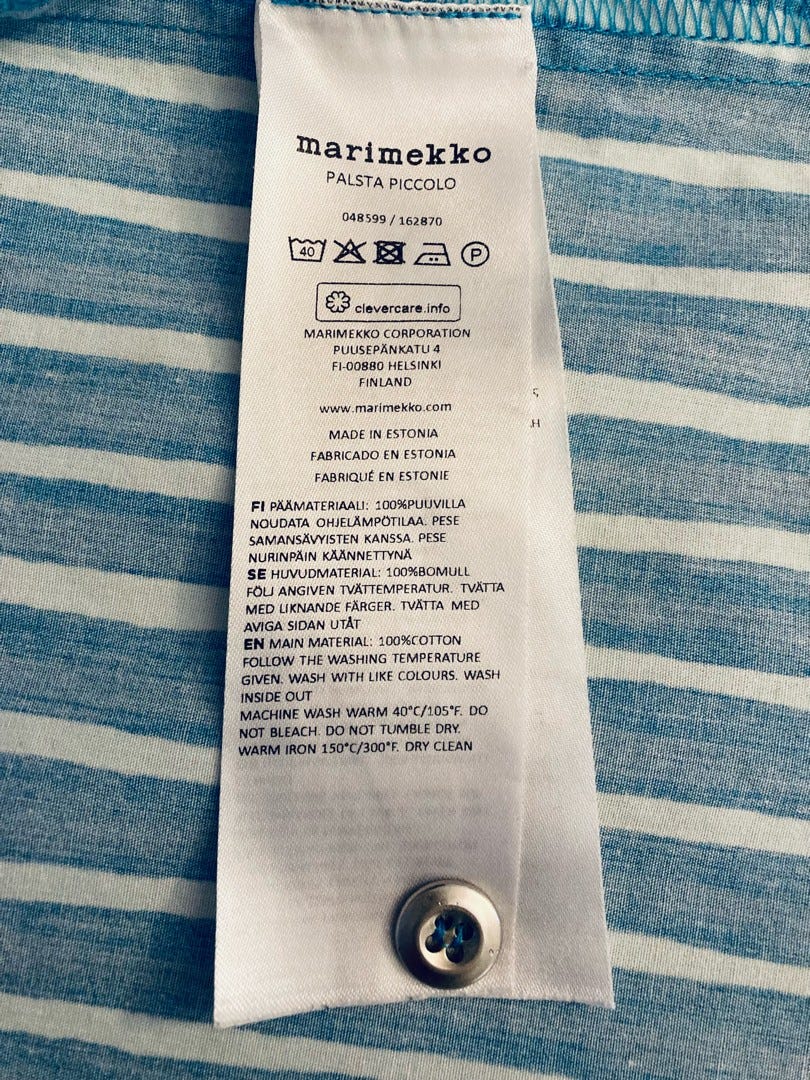 marimekko
PALSTA PICCOLO
048599 / 162870
40 P
clevercare.info
MARIMEKKO CORPORATION
PUUSEPÄNKATU 4
FI-00880 HELSINKI
FINLAND
www.marimekko.com
MADE IN ESTONIA
FABRICADO EN ESTONIA
FABRIQUÉ EN ESTONIE
FI PÄÄMATERIAALI: 100%PUUVILLA
NOUDATA OHJELÄMPÖTILAA. PESE
SAMANSÄVYISTEN KANSSA. PESE
NURINPÄIN KÄÄNNETTYNÄ
SE HUVUDMATERIAL: 100%BOMULL
FÖLJ ANGIVEN TVÄTTEMPERATUR. TVÄTTA
MED LIKNANDE FÄRGER. TVÄTTA MED
AVIGA SIDAN UTÅT
EN MAIN MATERIAL: 100%COTTON
FOLLOW THE WASHING TEMPERATURE
GIVEN. WASH WITH LIKE COLOURS. WASH
INSIDE OUT
MACHINE WASH WARM 40°C/105°F. DO
NOT BLEACH. DO NOT TUMBLE DRY.
WARM IRON 150°C/300°F. DRY CLEAN